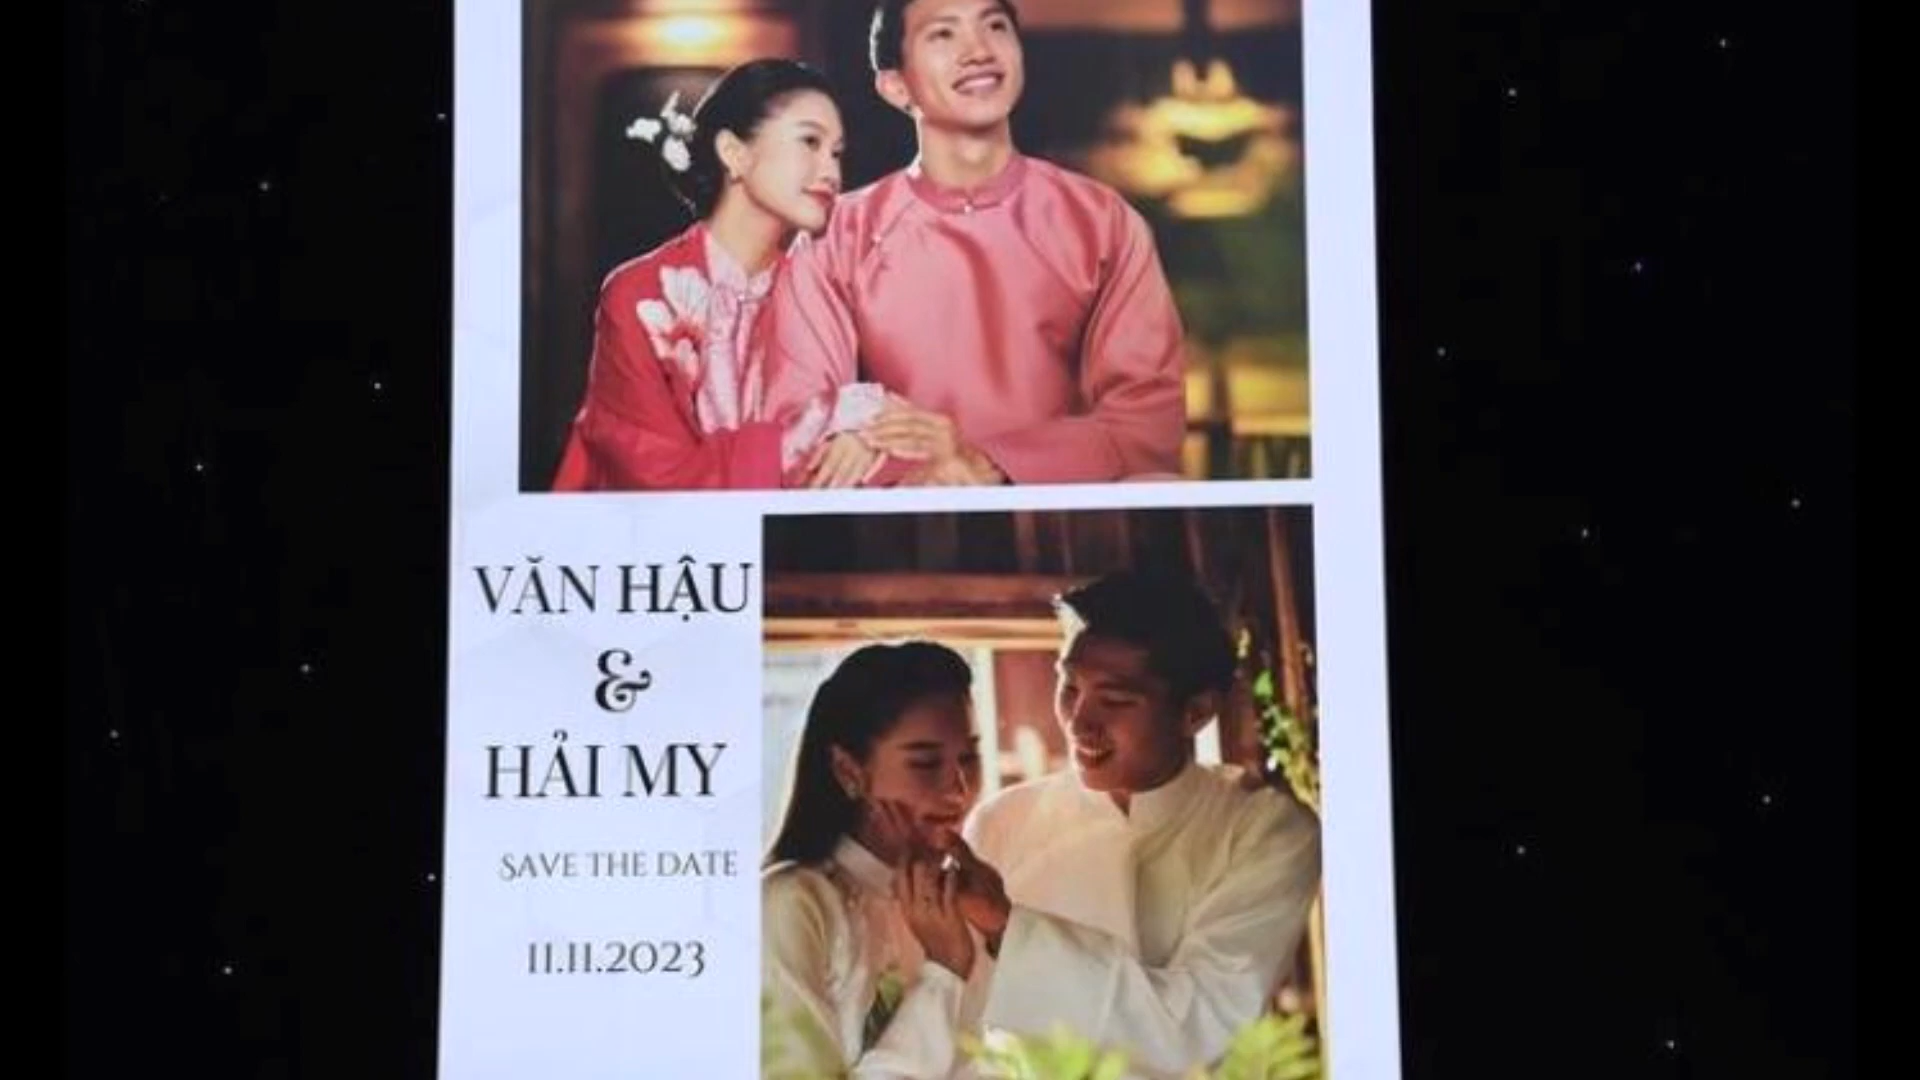 VĂN HẬU
&
HẢI MY
SAVE THE DATE
11.11.2023